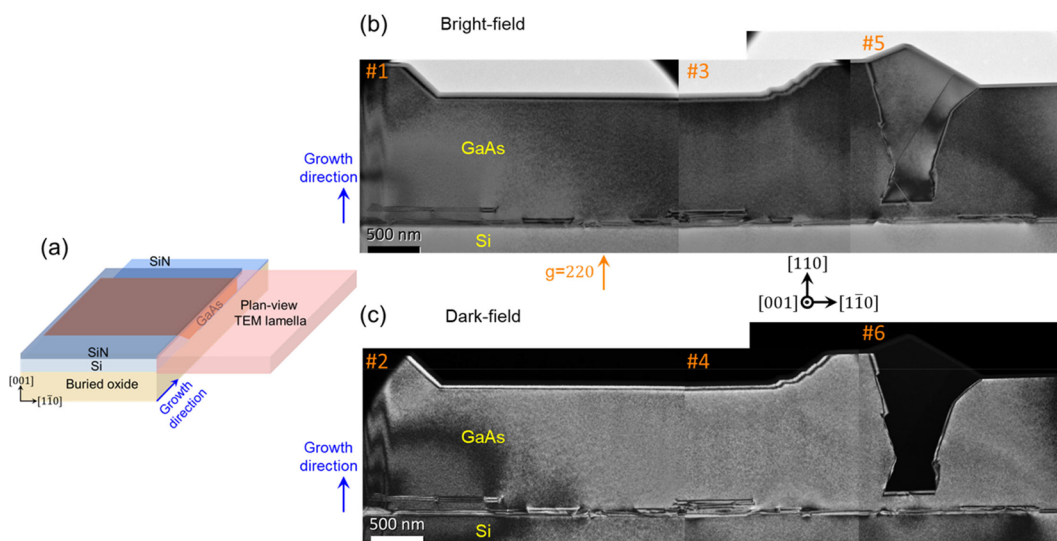 (a)
SiN
SiN
Si
GaAs
Plan-view
TEM lamella
Buried oxide
[001]
[11̅0]
Growth
direction
(b)
Bright-field
#1
#3
#5
GaAs
Growth
direction
500 nm
Si
g=220
[110]
[001]
[11̅0]
(c)
Dark-field
#2
#4
#6
GaAs
Growth
direction
500 nm
Si